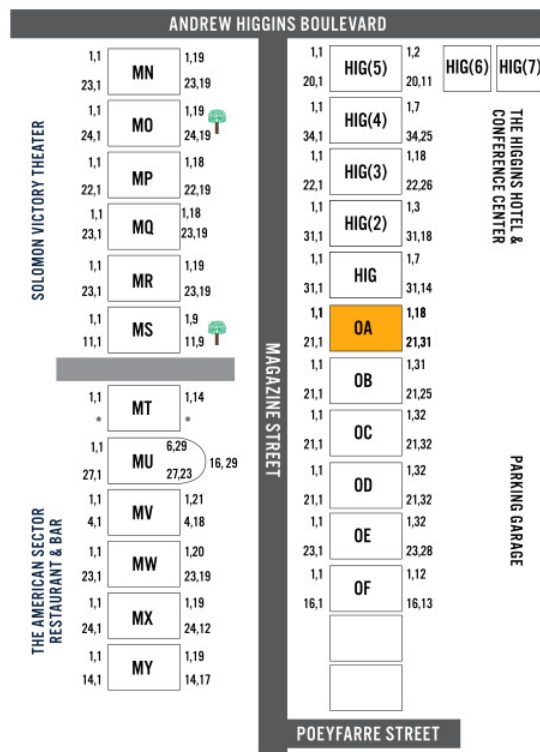 ANDREW HIGGINS BOULEVARD
1,1 MN 1,19
23,1 23,19
1,1 MO 1,19
24,1 24,19
1,1 MP 1,18
22,1 22,19
1,1 MQ 1,18
23,1 23,19
1,1 MR 1,19
23,1 23,19
1,1 MS 1,9
11,1 11,9
SOLOMON VICTORY THEATER
1,1 MT 1,14
* *
1,1 MU 6,29
27,1 27,23 16,29
1,1 MV 1,21
4,1 4,18
1,1 MW 1,20
23,1 23,19
1,1 MX 1,19
24,1 24,12
1,1 MY 1,19
14,1 14,17
THE AMERICAN SECTOR
RESTAURANT & BAR
MAGAZINE STREET
1,1 HIG(5) 1,2
20,1 20,11
HIG(6) HIG(7)
1,1 HIG(4) 1,7
34,1 34,25
1,1 HIG(3) 1,18
22,1 22,26
1,1 HIG(2) 1,3
31,1 31,18
1,1 HIG 1,7
31,1 31,14
1,1 OA 1,18
21,1 21,31
1,1 OB 1,31
21,1 21,25
1,1 OC 1,32
21,1 21,32
1,1 OD 1,32
21,1 21,32
1,1 OE 1,32
23,1 23,28
1,1 OF 1,12
16,1 16,13
THE HIGGINS HOTEL &
CONFERENCE CENTER
PARKING GARAGE
POEYFARRE STREET